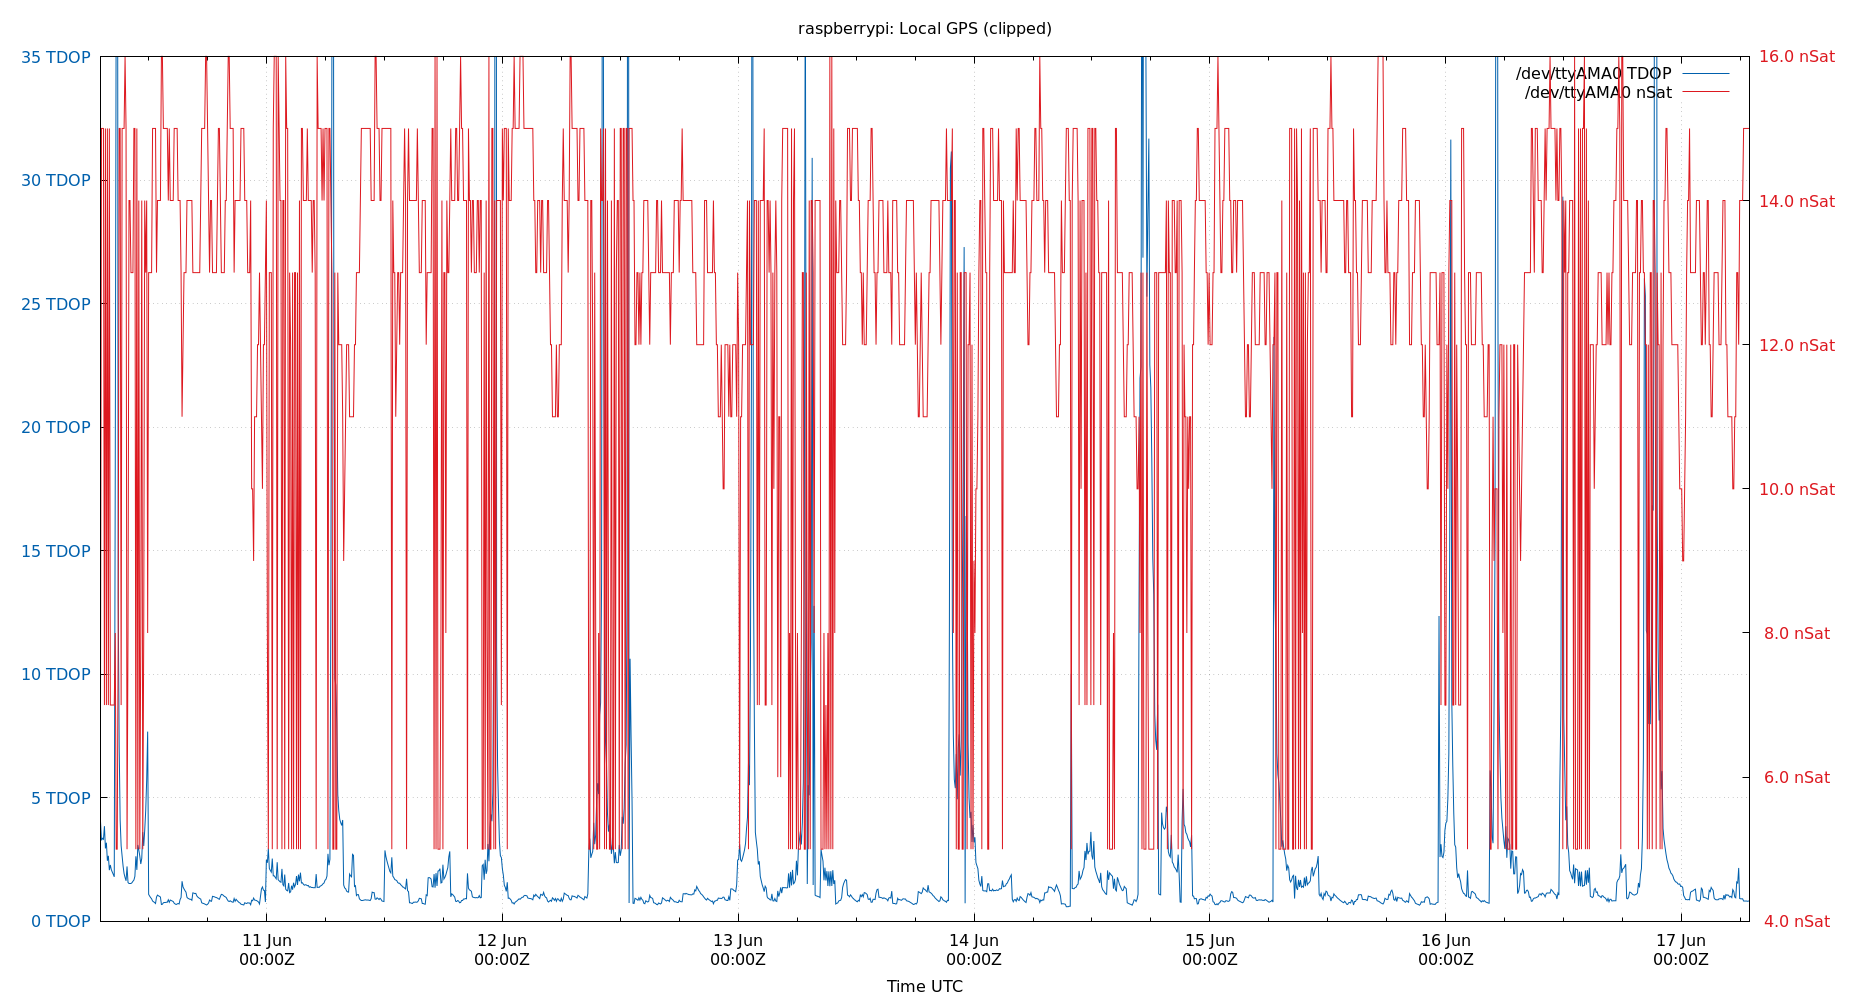 raspberrypi: Local GPS (clipped)
35 TDOP
30 TDOP
25 TDOP
20 TDOP
15 TDOP
10 TDOP
5 TDOP
0 TDOP
16.0 nSat
14.0 nSat
12.0 nSat
10.0 nSat
8.0 nSat
6.0 nSat
4.0 nSat
/dev/ttyAMA0 TDOP
/dev/ttyAMA0 nSat
11 Jun 12 Jun 13 Jun 14 Jun 15 Jun 16 Jun 17 Jun
00:00Z 00:00Z 00:00Z 00:00Z 00:00Z 00:00Z 00:00Z
Time UTC